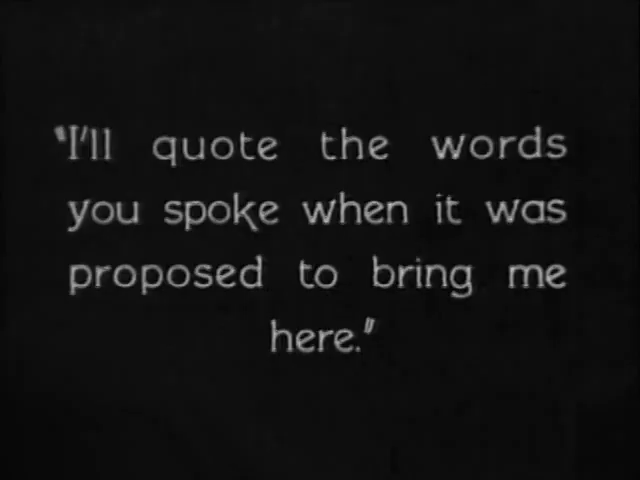 "I'll quote the words
you spoke when it was
proposed to bring me
here."